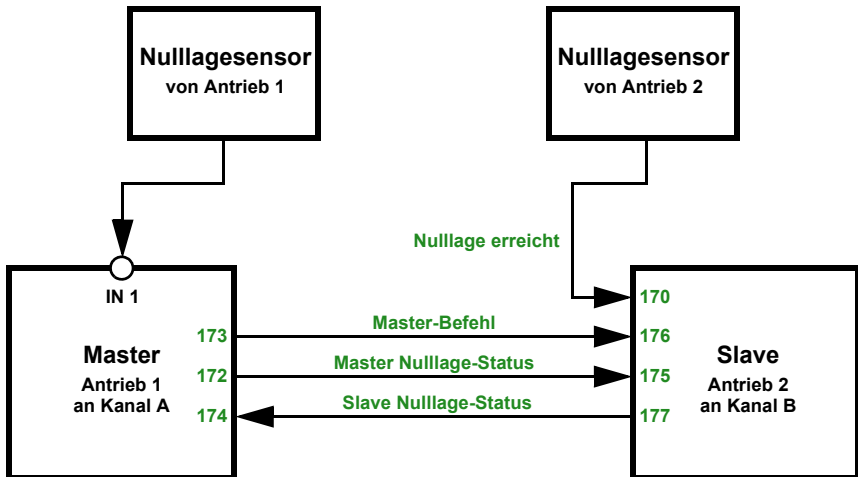 Nulllagesensor
von Antrieb 1
Nulllagesensor
von Antrieb 2
Nulllage erreicht
IN 1
170
173
Master-Befehl
176
Master
Antrieb 1
an Kanal A
172
Master Nulllage-Status
175
Slave
Antrieb 2
an Kanal B
174
Slave Nulllage-Status
177